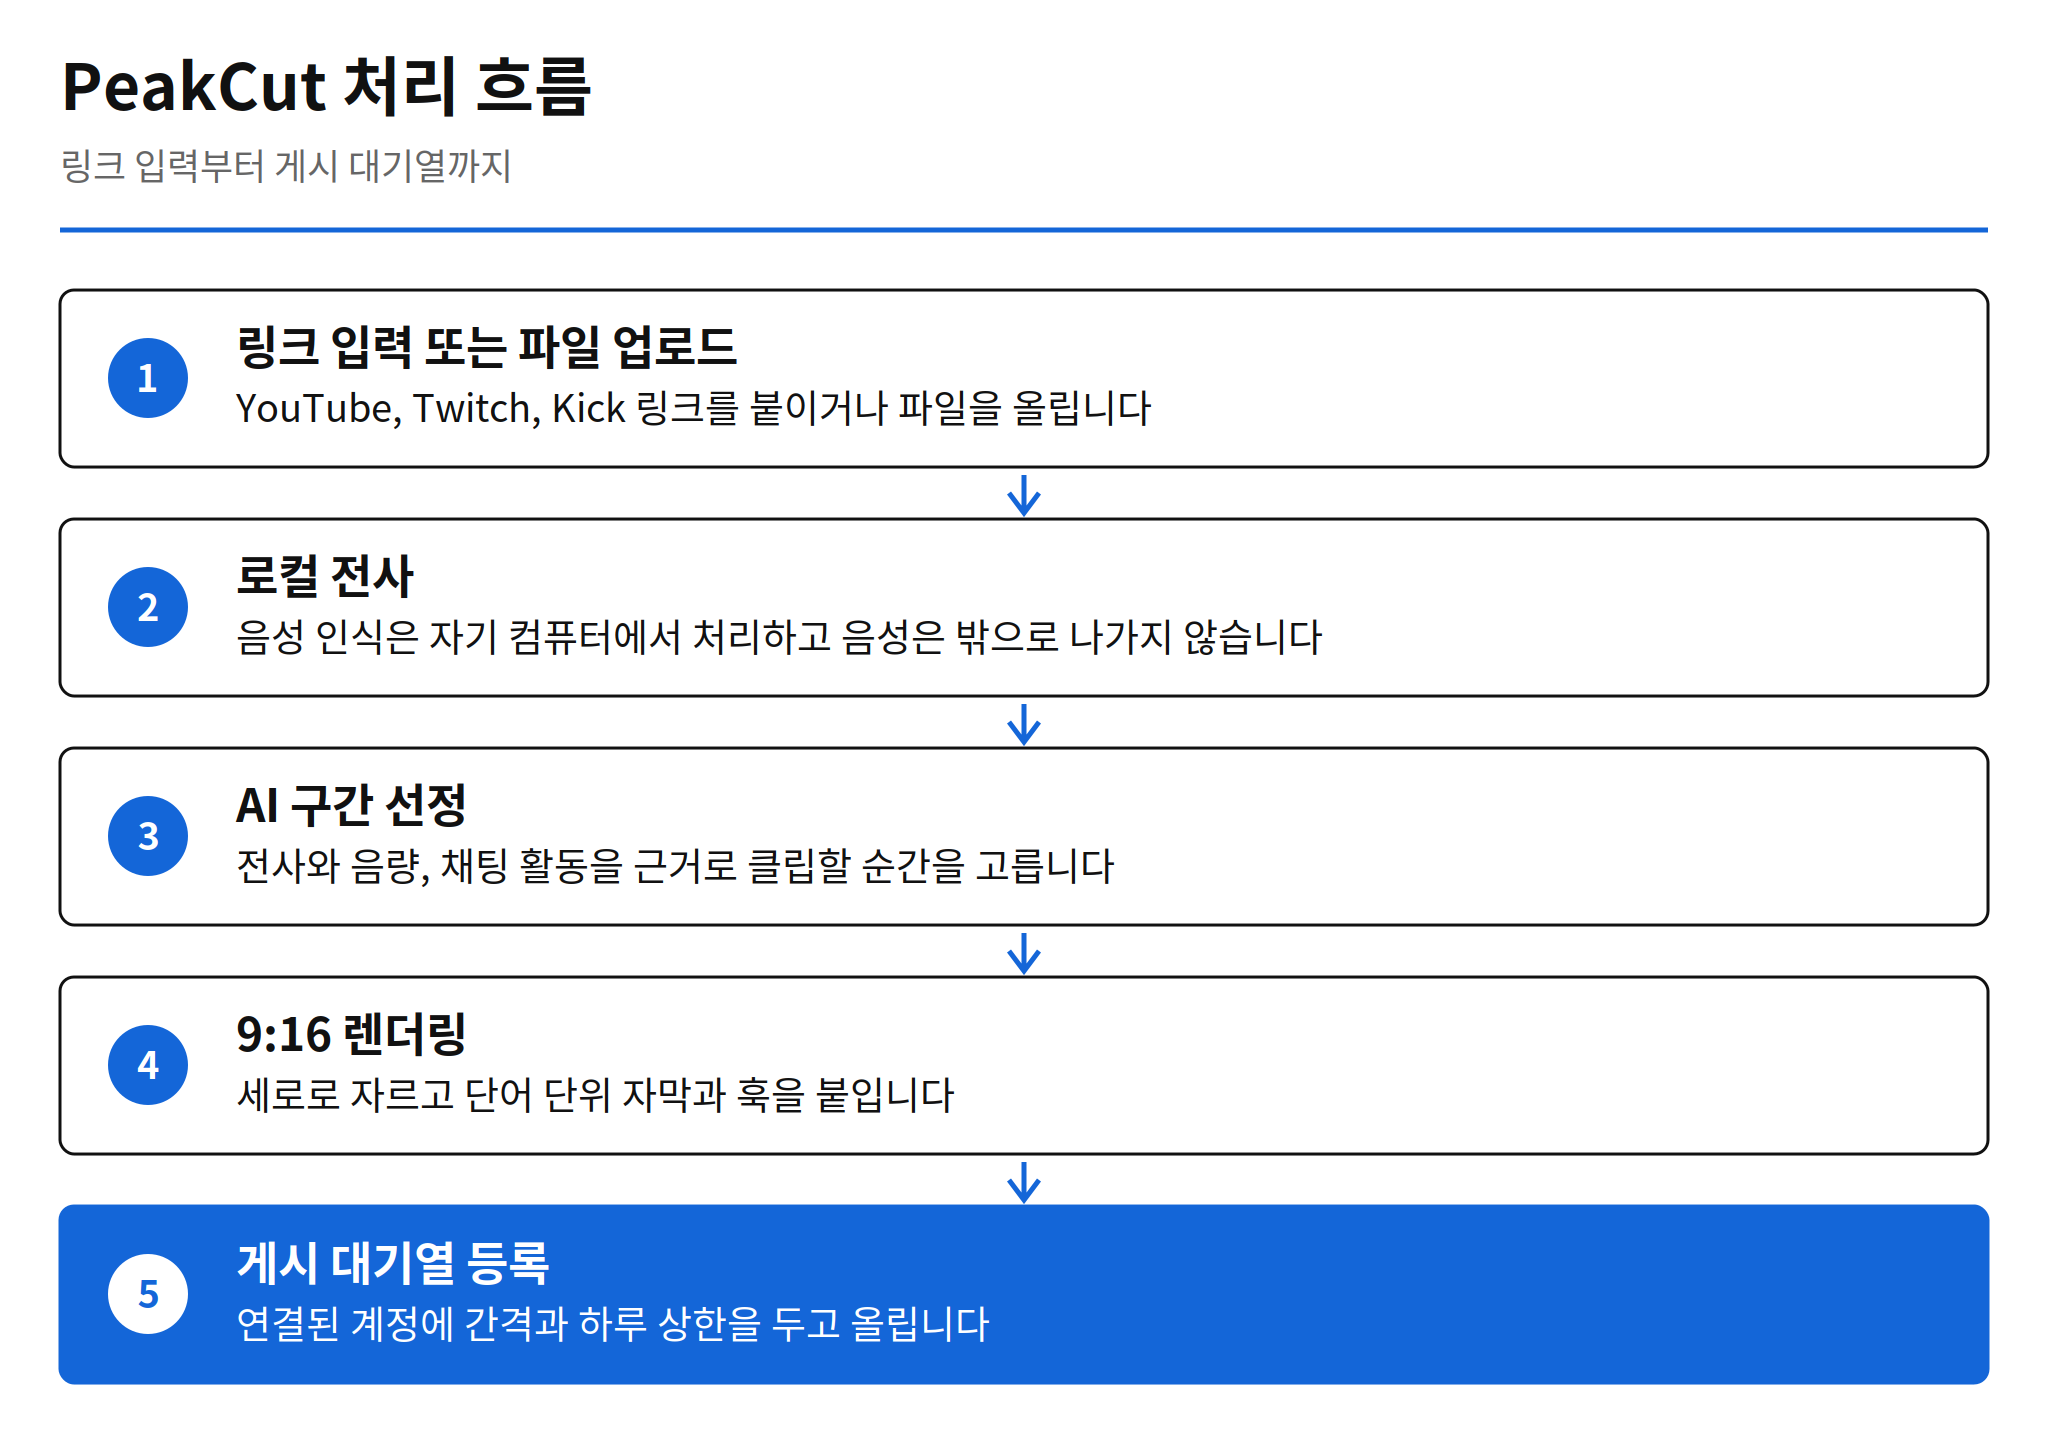 PeakCut 처리 흐름
링크 입력부터 게시 대기열까지
1
링크 입력 또는 파일 업로드
YouTube, Twitch, Kick 링크를 붙이거나 파일을 올립니다
2
로컬 전사
음성 인식은 자기 컴퓨터에서 처리하고 음성은 밖으로 나가지 않습니다
3
AI 구간 선정
전사와 음량, 채팅 활동을 근거로 클립할 순간을 고릅니다
4
9:16 렌더링
세로로 자르고 단어 단위 자막과 훅을 붙입니다
5
게시 대기열 등록
연결된 계정에 간격과 하루 상한을 두고 올립니다